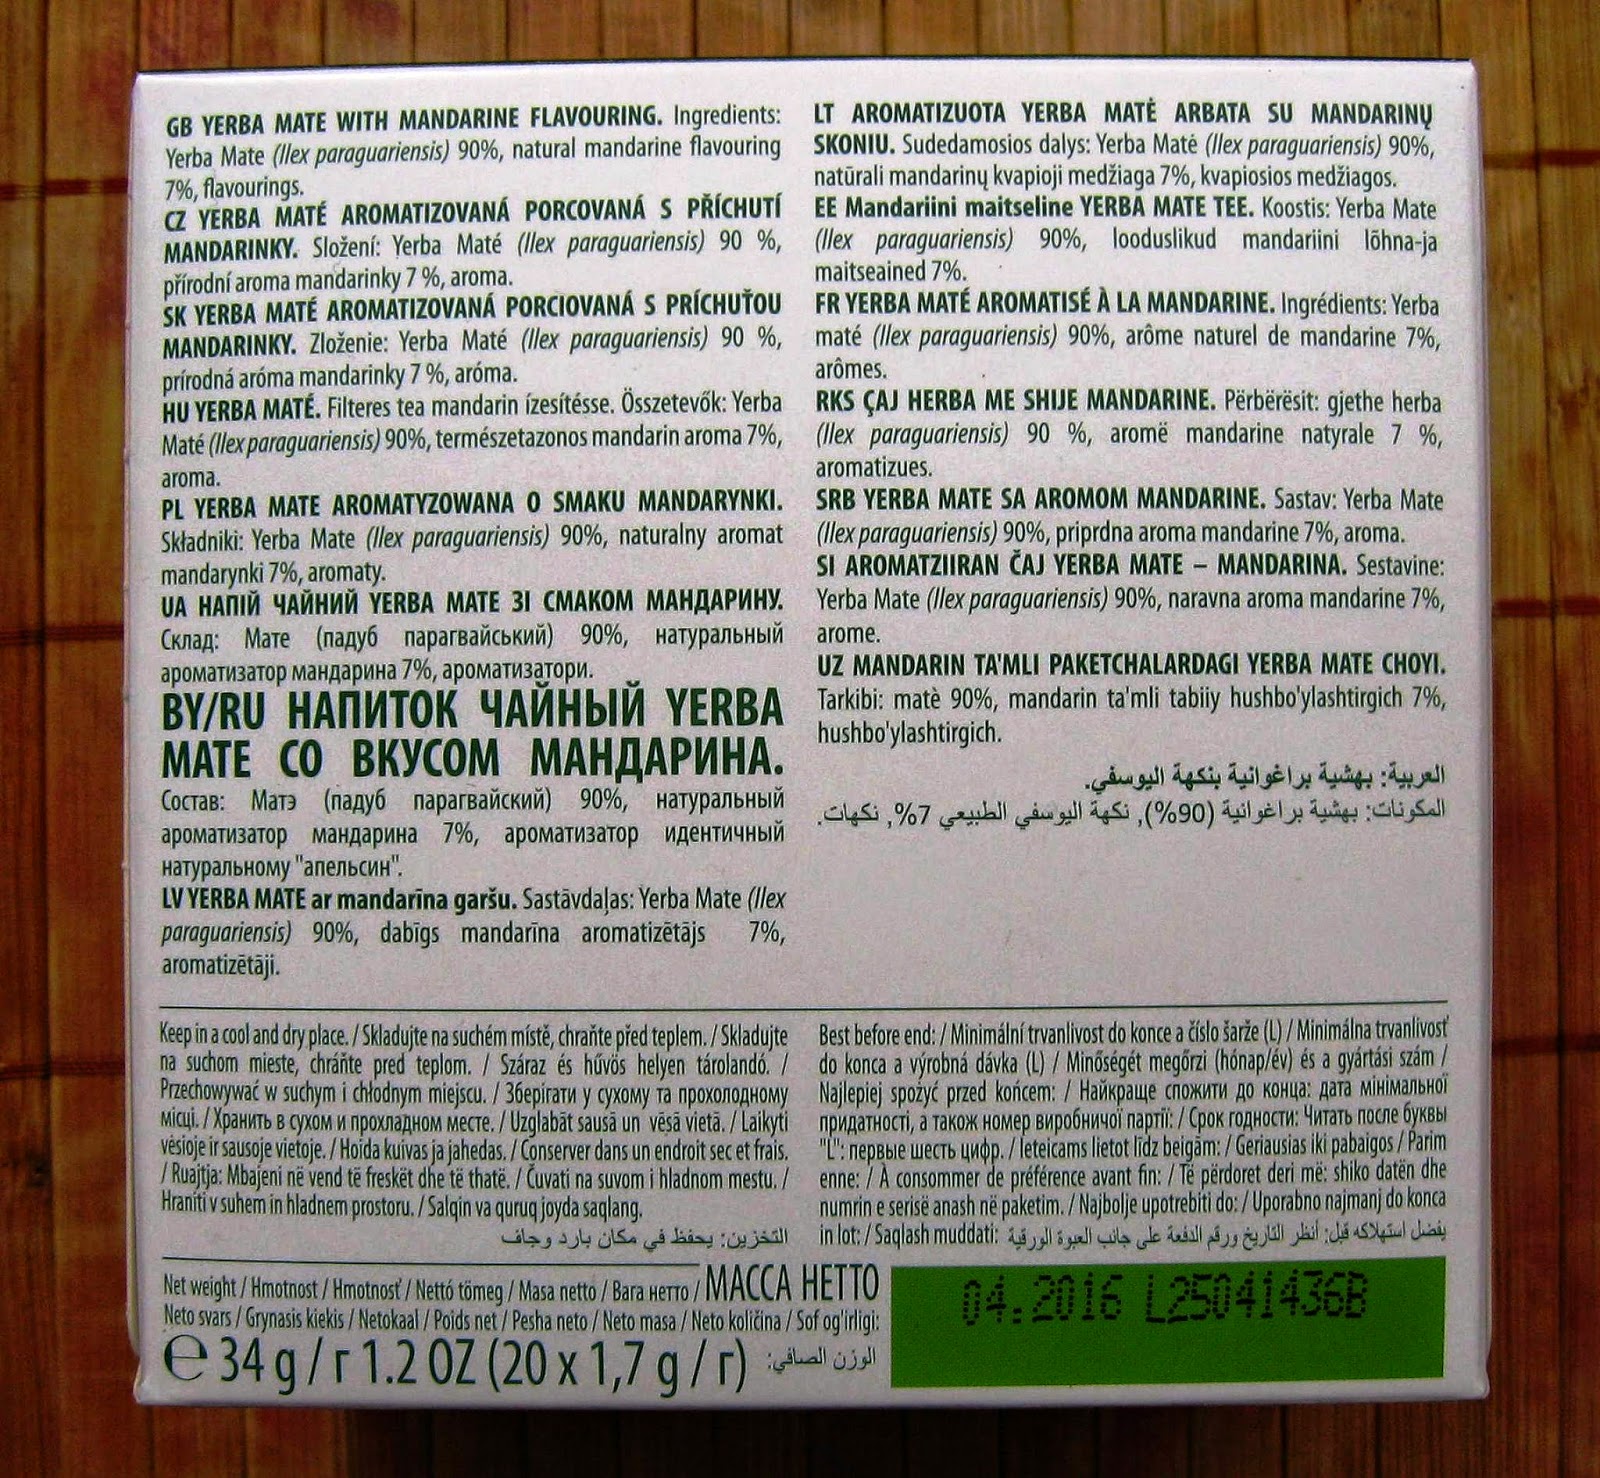 GB YERBA MATE WITH MANDARINE FLAVOURING. Ingredients:
Yerba Mate (Ilex paraguariensis) 90%, natural mandarine flavouring
7%, flavourings.
CZ YERBA MATÉ AROMATIZOVANÁ PORCOVANÁ S PŘÍCHUTÍ
MANDARINKY. Složení: Yerba Maté (Ilex paraguariensis) 90 %,
přírodní aroma mandarinky 7 %, aroma.
SK YERBA MATÉ AROMATIZOVANÁ PORCIOVANÁ S PRÍCHUŤOU
MANDARINKY. Zloženie: Yerba Maté (Ilex paraguariensis) 90 %,
prírodná aróma mandarinky 7 %, aróma.
HU YERBA MATÉ. Filteres tea mandarin ízesítésse. Összetevők: Yerba
Maté (Ilex paraguariensis) 90%, természetazonos mandarin aroma 7%,
aroma.
PL YERBA MATE AROMATYZOWANA O SMAKU MANDARYNKI.
Składniki: Yerba Mate (Ilex paraguariensis) 90%, naturalny aromat
mandarynki 7%, aromaty.
UA НАПІЙ ЧАЙНИЙ YERBA MATE ЗІ СМАКОМ МАНДАРИНУ.
Склад: Мате (падуб парагвайський) 90%, натуральний
ароматизатор мандарина 7%, ароматизатори.
BY/RU НАПИТОК ЧАЙНЫЙ YERBA
MATE СО ВКУСОМ МАНДАРИНА.
Состав: Матэ (падуб парагвайский) 90%, натуральный
ароматизатор мандарина 7%, ароматизатор идентичный
натуральному "апельсин".
LV YERBA MATE ar mandarīna garšu. Sastāvdaļas: Yerba Mate (Ilex
paraguariensis) 90%, dabīgs mandarīna aromatizētājs 7%,
aromatizētāji.
LT AROMATIZUOTA YERBA MATĖ ARBATA SU MANDARINŲ
SKONIU. Sudedamosios dalys: Yerba Matė (Ilex paraguariensis) 90%,
natūrali mandarinų kvapioji medžiaga 7%, kvapiosios medžiagos.
EE Mandariini maitseline YERBA MATE TEE. Koostis: Yerba Mate
(Ilex paraguariensis) 90%, looduslikud mandariini lõhna-ja
maitseained 7%.
FR YERBA MATÉ AROMATISÉ À LA MANDARINE. Ingrédients: Yerba
maté (Ilex paraguariensis) 90%, arôme naturel de mandarine 7%,
arômes.
RKS ÇAJ HERBA ME SHIJE MANDARINE. Përbërësit: gjethe herba
(Ilex paraguariensis) 90 %, aromë mandarine natyrale 7 %,
aromatizues.
SRB YERBA MATE SA AROMOM MANDARINE. Sastav: Yerba Mate
(Ilex paraguariensis) 90%, priprdna aroma mandarine 7%, aroma.
SI AROMATZIIRAN ČAJ YERBA MATE – MANDARINA. Sestavine:
Yerba Mate (Ilex paraguariensis) 90%, naravna aroma mandarine 7%,
arome.
UZ MANDARIN TA'MLI PAKETCHALARDAGI YERBA MATE CHOYI.
Tarkibi: matè 90%, mandarin ta'mli tabiiy hushbo'ylashtirgich 7%,
hushbo'ylashtirgich.
العربية: بهشية براغوانية بنكهة اليوسفي.
المكونات: بهشية براغوانية (90%), نكهة اليوسفي الطبيعي 7%, نكهات.
Keep in a cool and dry place. / Skladujte na suchém místě, chraňte před teplem. / Skladujte
na suchom mieste, chráňte pred teplom. / Száraz és hűvös helyen tárolandó. /
Przechowywać w suchym i chłodnym miejscu. / Зберігати у сухому та прохолодному
місці. / Хранить в сухом и прохладном месте. / Uzglabāt sausā un vēsā vietā. / Laikyti
vėsioje ir sausoje vietoje. / Hoida kuivas ja jahedas. / Conserver dans un endroit sec et frais.
/ Ruajtja: Mbajeni në vend të freskët dhe të thatë. / Čuvati na suvom i hladnom mestu. /
Hraniti v suhem in hladnem prostoru. / Salqin va quruq joyda saqlang.
التخزين: يحفظ في مكان بارد وجاف
Best before end: / Minimální trvanlivost do konce a číslo šarže (L) / Minimálna trvanlivosť
do konca a výrobná dávka (L) / Minőségét megőrzi (hónap/év) és a gyártási szám /
Najlepiej spożyć przed końcem: / Найкраще спожити до конца: дата мінімальної
придатності, а також номер виробничої партії: / Срок годности: Читать после буквы
"L": первые шесть цифр. / Ieteicams lietot līdz beigām: / Geriausias iki pabaigos / Parim
enne: / À consommer de préférence avant fin: / Të përdoret deri më: shiko datën dhe
numrin e serisë anash në paketim. / Najbolje upotrebiti do: / Uporabno najmanj do konca
in lot: / Saqlash muddati: يفضل استهلاكه قبل: أنظر التاريخ ورقم الدفعة على جانب العبوة الورقية
Net weight / Hmotnost / Hmotnosť / Nettó tömeg / Masa netto / Вага нетто / МАССА НЕТТО
Neto svars / Grynasis kiekis / Netokaal / Poids net / Pesha neto / Neto masa / Neto količina / Sof og'irligi:
℮ 34 g / г 1.2 OZ (20 x 1,7 g / г) الوزن الصافي:
04.2016 L25041436B